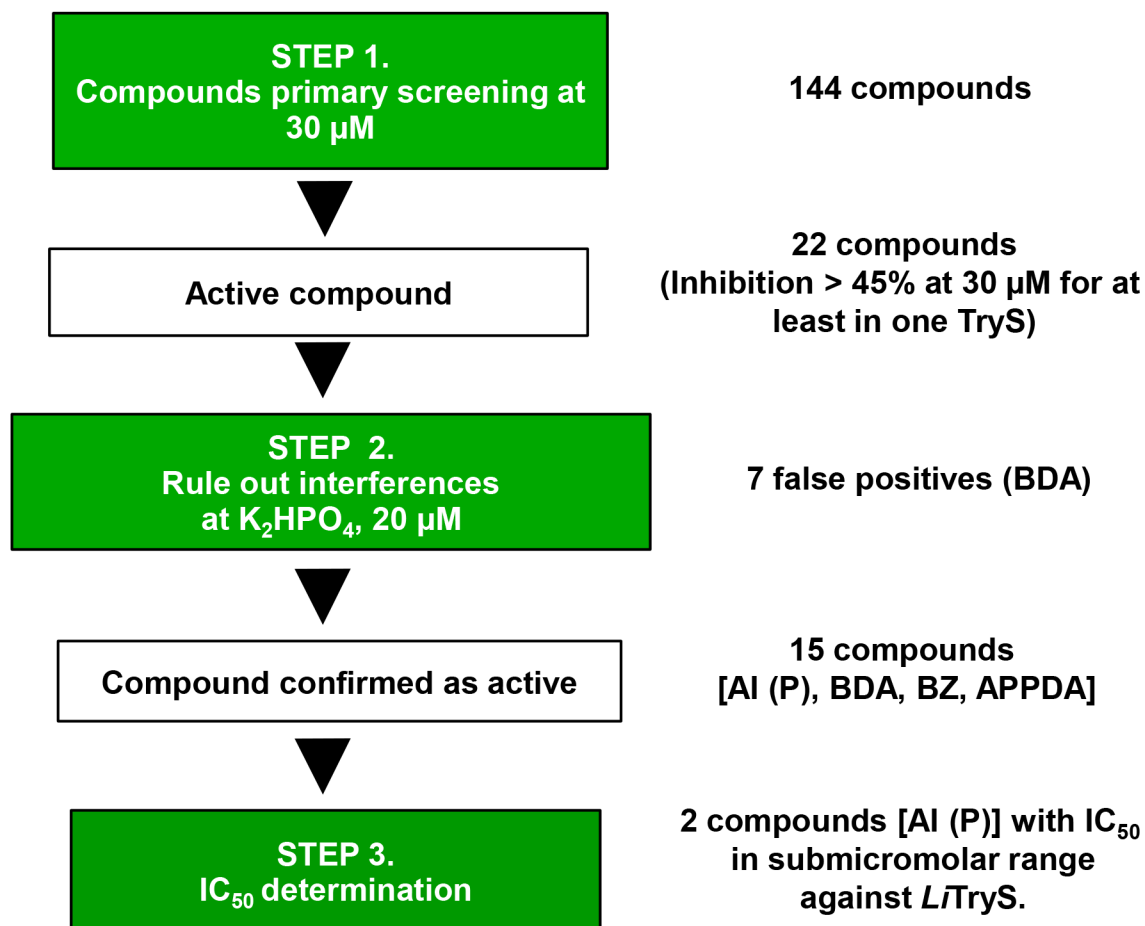 STEP 1.
Compounds primary screening at
30 µM
144 compounds
Active compound
22 compounds
(Inhibition > 45% at 30 µM for at
least in one TryS)
STEP 2.
Rule out interferences
at K₂HPO₄, 20 µM
7 false positives (BDA)
Compound confirmed as active
15 compounds
[AI (P), BDA, BZ, APPDA]
STEP 3.
IC₅₀ determination
2 compounds [AI (P)] with IC₅₀
in submicromolar range
against LiTryS.